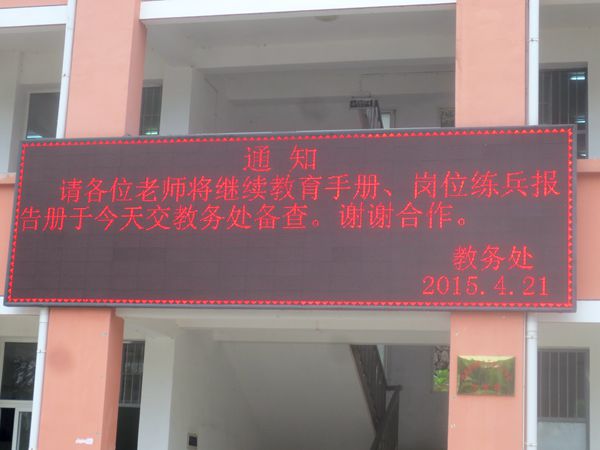 通知
请各位老师将继续教育手册、岗位练兵报
告册于今天交教务处备查。谢谢合作。
教务处
2015.4.21